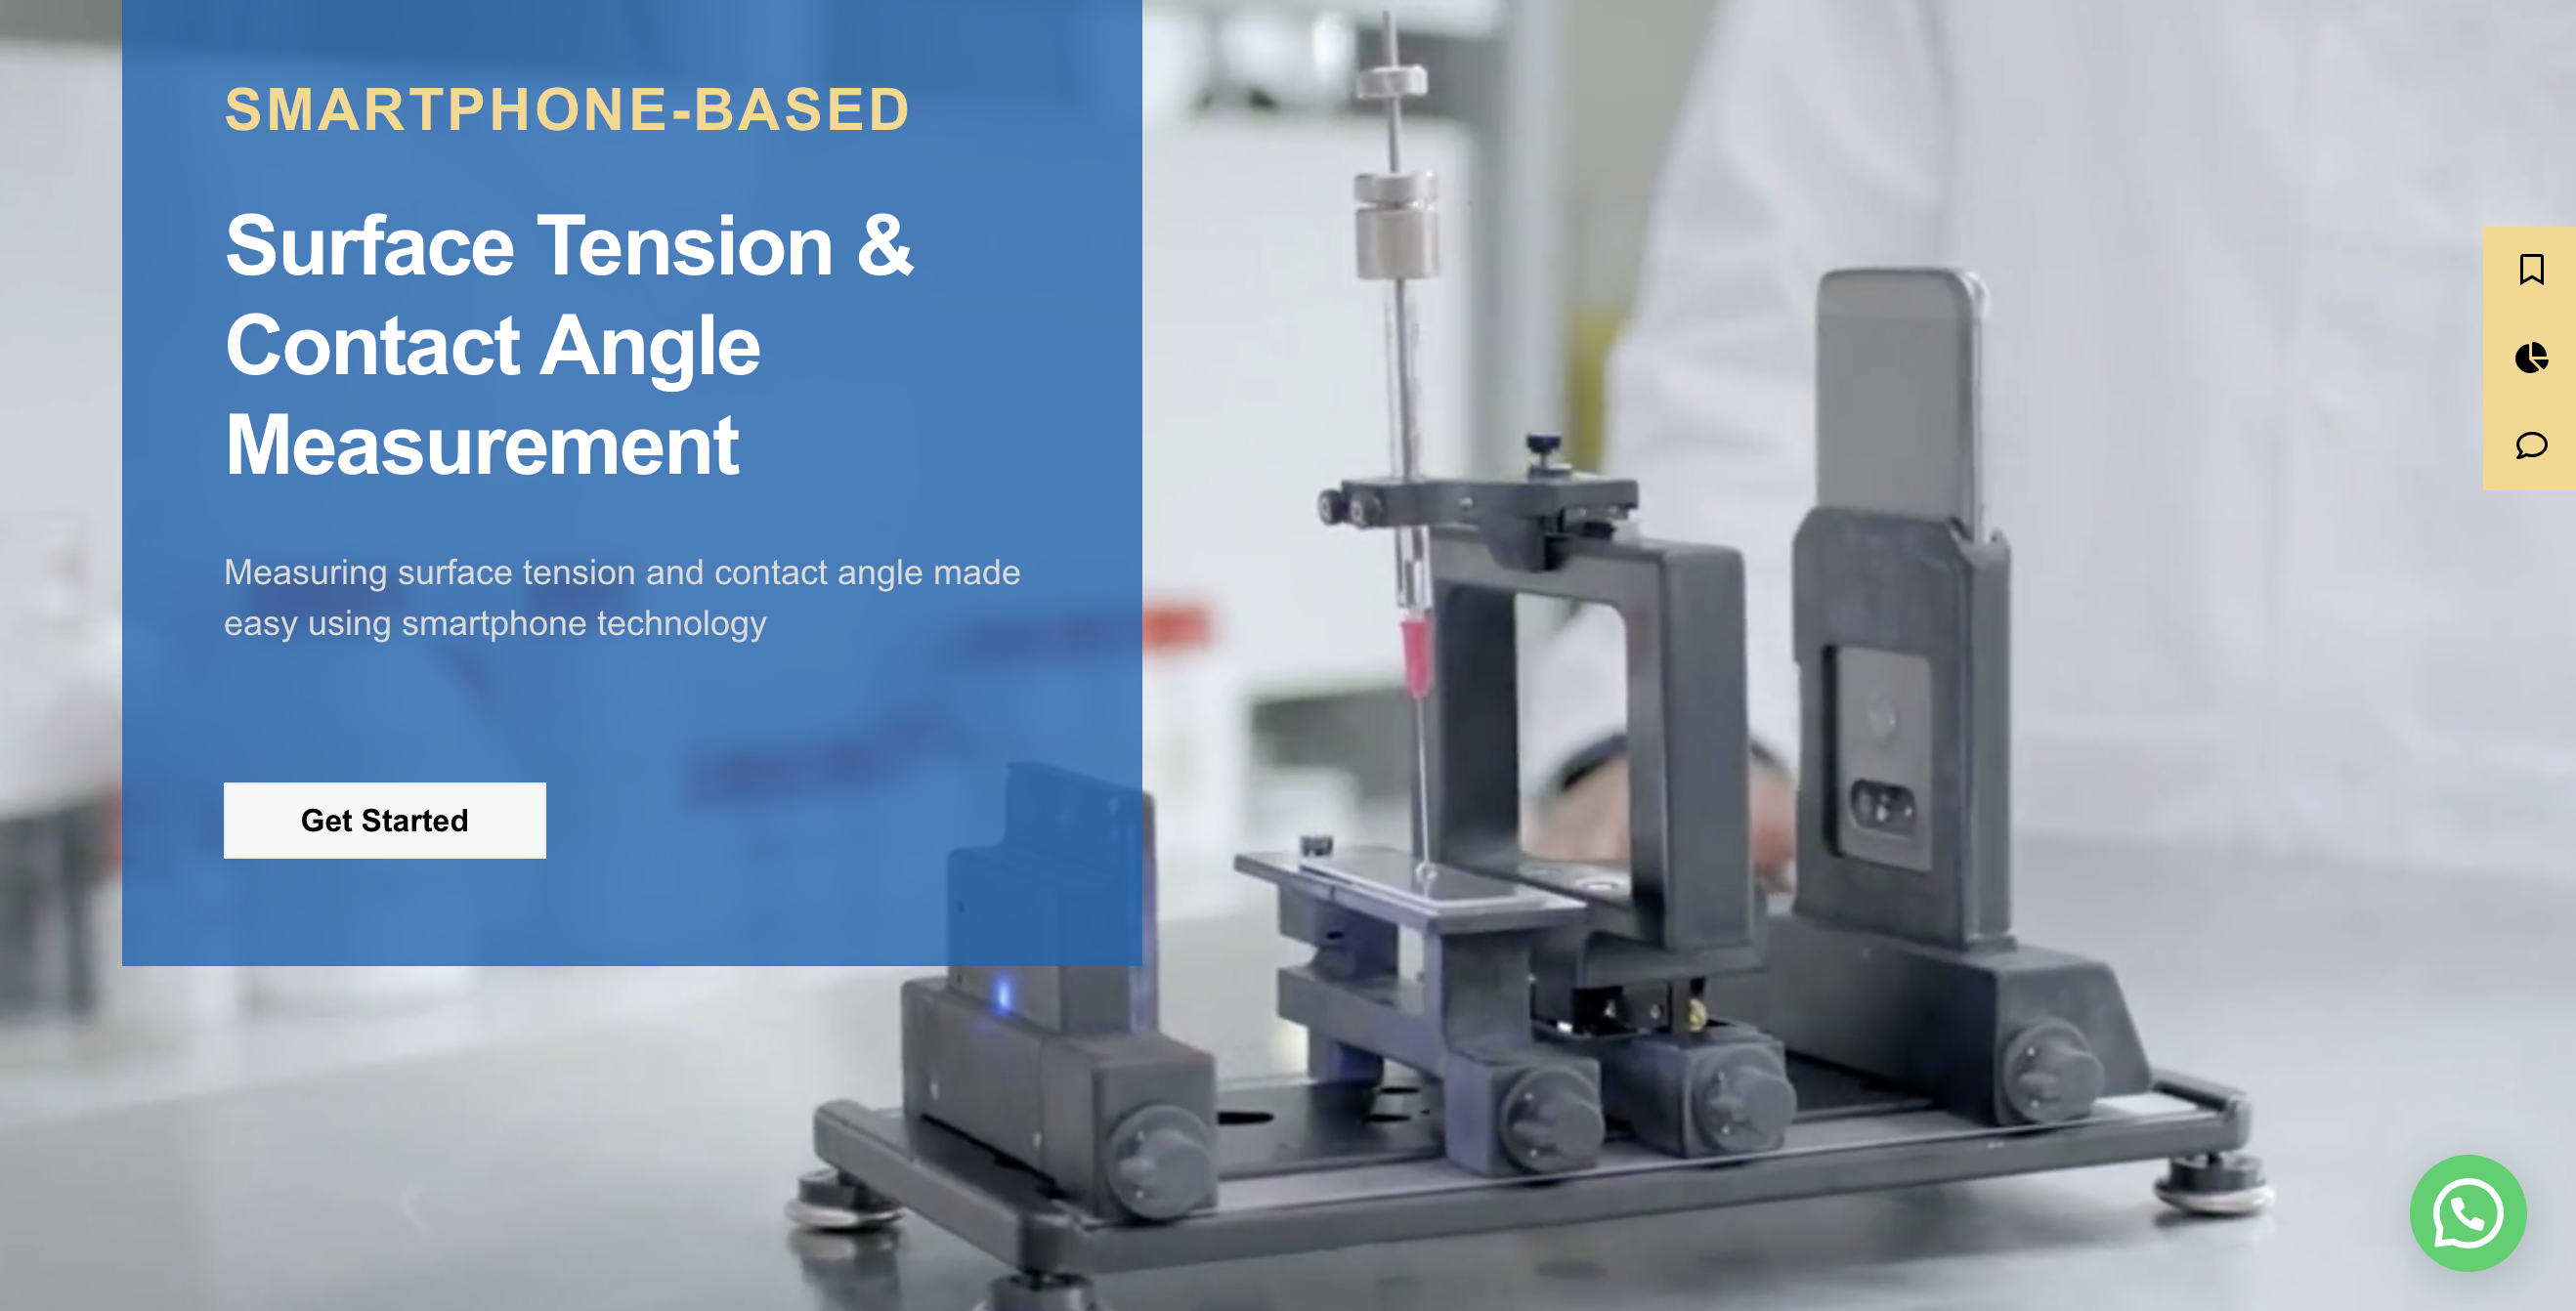 SMARTPHONE-BASED
Surface Tension &
Contact Angle
Measurement
Measuring surface tension and contact angle made
easy using smartphone technology
Get Started